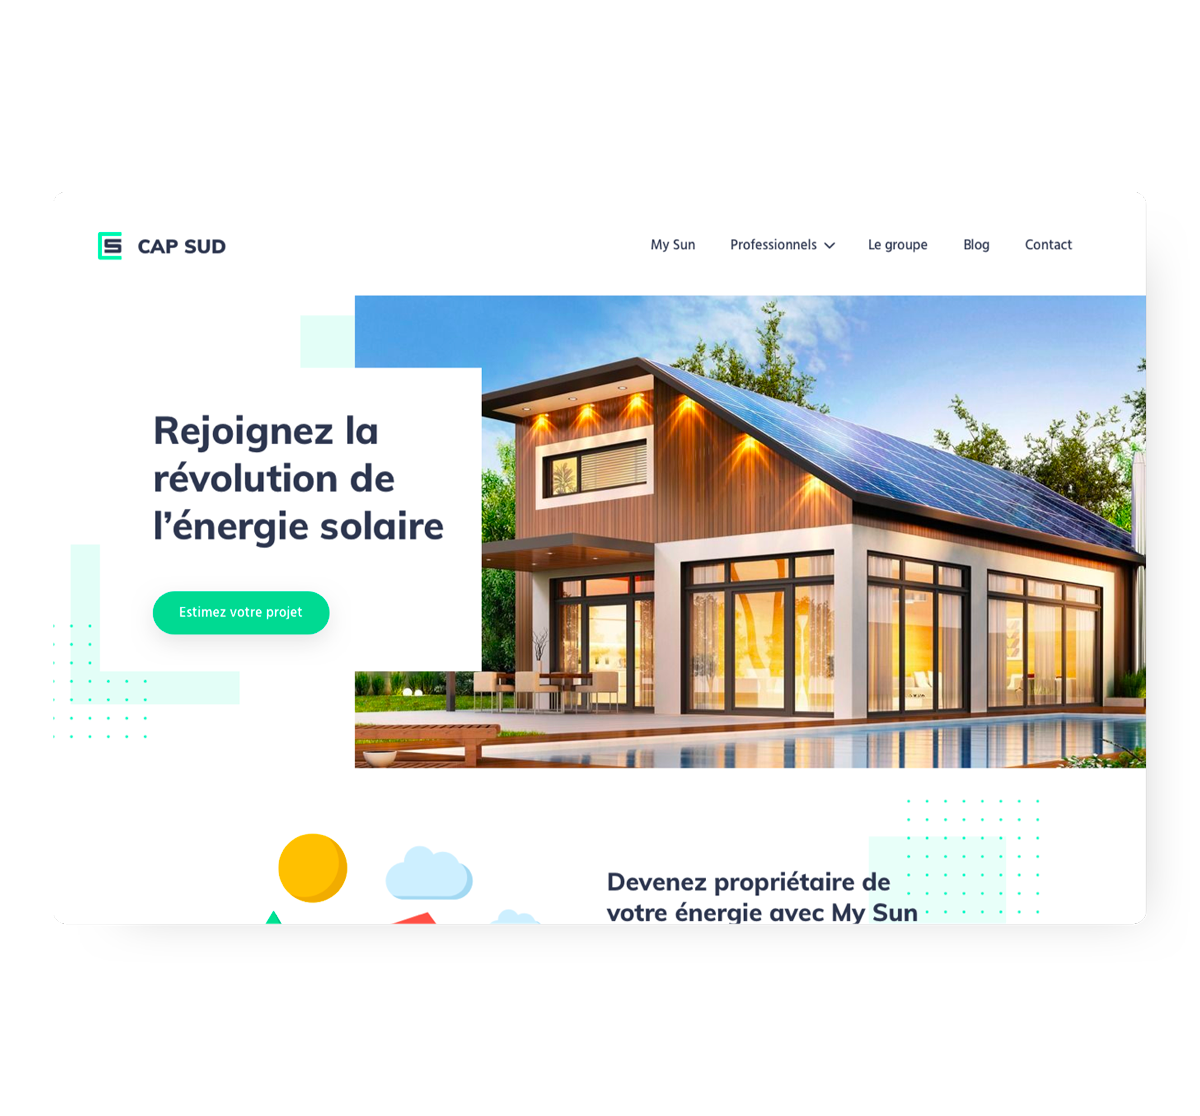 CAP SUD
My Sun
Professionnels
Le groupe
Blog
Contact
Rejoignez la
révolution de
l’énergie solaire
Estimez votre projet
Devenez propriétaire de
votre énergie avec My Sun